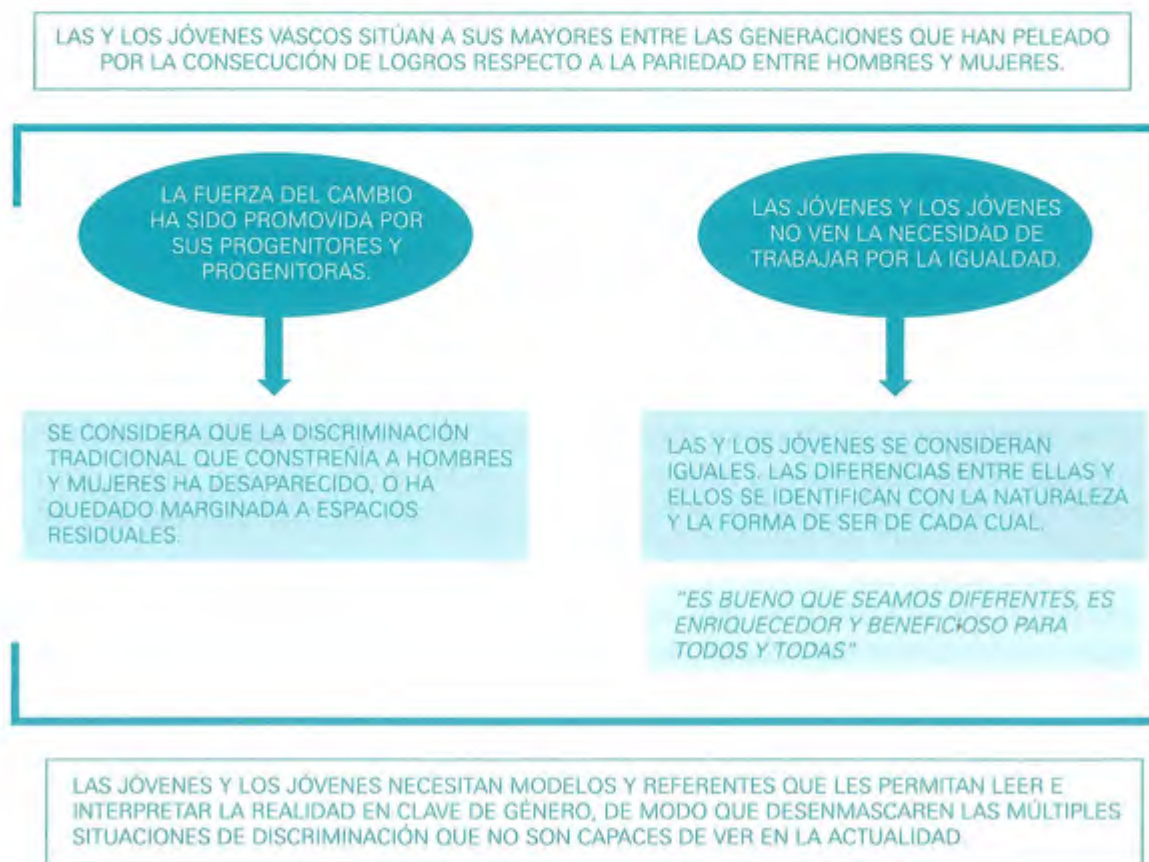 LAS Y LOS JÓVENES VASCOS SITÚAN A SUS MAYORES ENTRE LAS GENERACIONES QUE HAN PELEADO
POR LA CONSECUCIÓN DE LOGROS RESPECTO A LA PARIEDAD ENTRE HOMBRES Y MUJERES.
LA FUERZA DEL CAMBIO
HA SIDO PROMOVIDA POR
SUS PROGENITORES Y
PROGENITORAS.
SE CONSIDERA QUE LA DISCRIMINACIÓN
TRADICIONAL QUE CONSTREÑÍA A HOMBRES
Y MUJERES HA DESAPARECIDO, O HA
QUEDADO MARGINADA A ESPACIOS
RESIDUALES.
LAS JÓVENES Y LOS JÓVENES
NO VEN LA NECESIDAD DE
TRABAJAR POR LA IGUALDAD.
LAS Y LOS JÓVENES SE CONSIDERAN
IGUALES. LAS DIFERENCIAS ENTRE ELLAS Y
ELLOS SE IDENTIFICAN CON LA NATURALEZA
Y LA FORMA DE SER DE CADA CUAL.
"ES BUENO QUE SEAMOS DIFERENTES, ES
ENRIQUECEDOR Y BENEFICIOSO PARA
TODOS Y TODAS"
LAS JÓVENES Y LOS JÓVENES NECESITAN MODELOS Y REFERENTES QUE LES PERMITAN LEER E
INTERPRETAR LA REALIDAD EN CLAVE DE GÉNERO, DE MODO QUE DESENMASCAREN LAS MÚLTIPLES
SITUACIONES DE DISCRIMINACIÓN QUE NO SON CAPACES DE VER EN LA ACTUALIDAD.